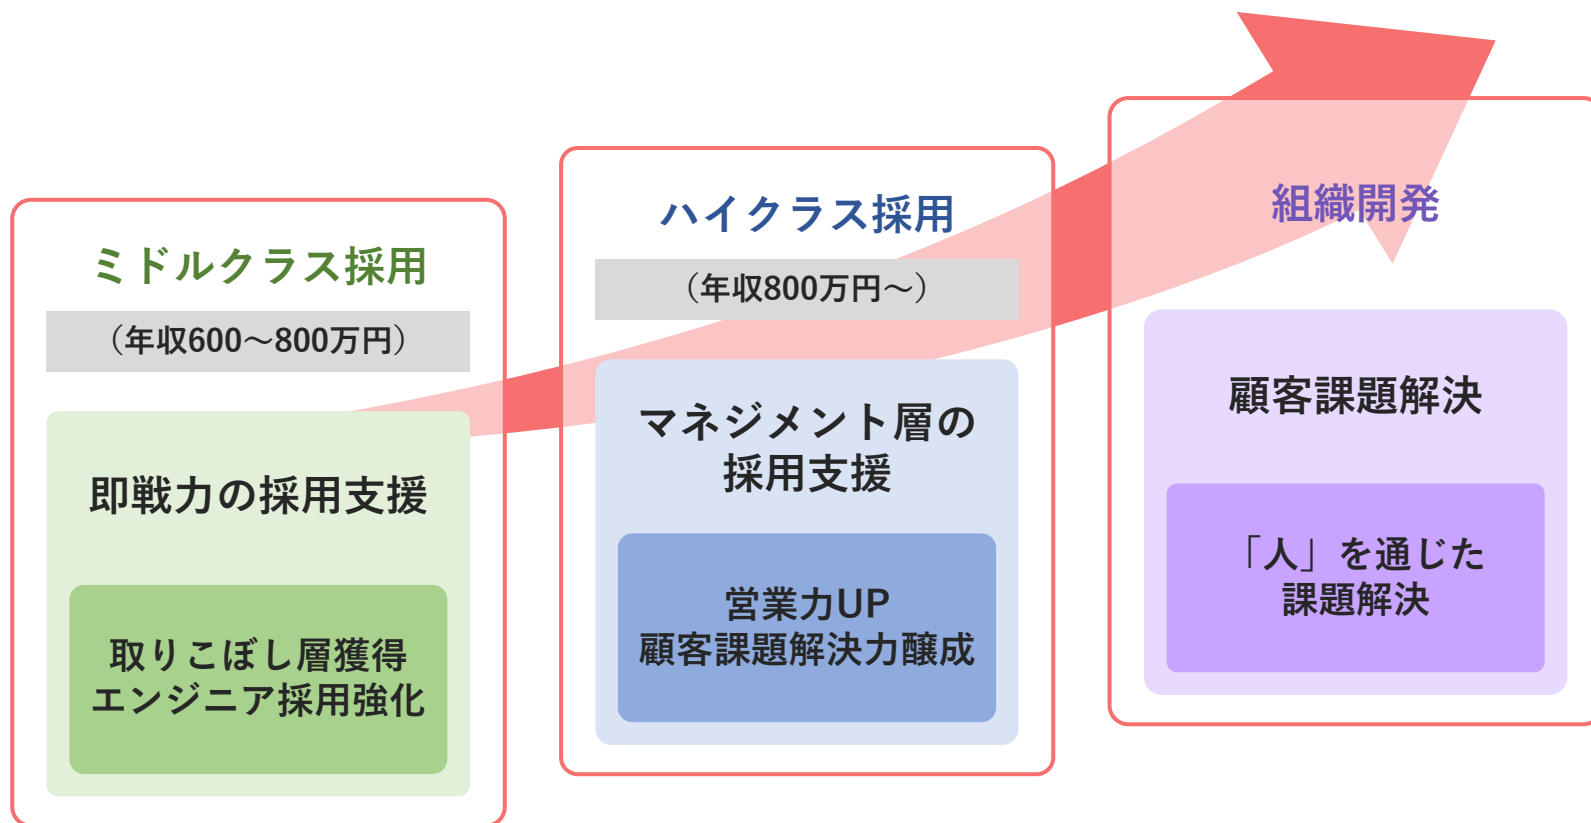 ミドルクラス採用
（年収600～800万円）
即戦力の採用支援
取りこぼし層獲得
エンジニア採用強化
ハイクラス採用
（年収800万円～）
マネジメント層の
採用支援
営業力UP
顧客課題解決力醸成
組織開発
顧客課題解決
「人」を通じた
課題解決